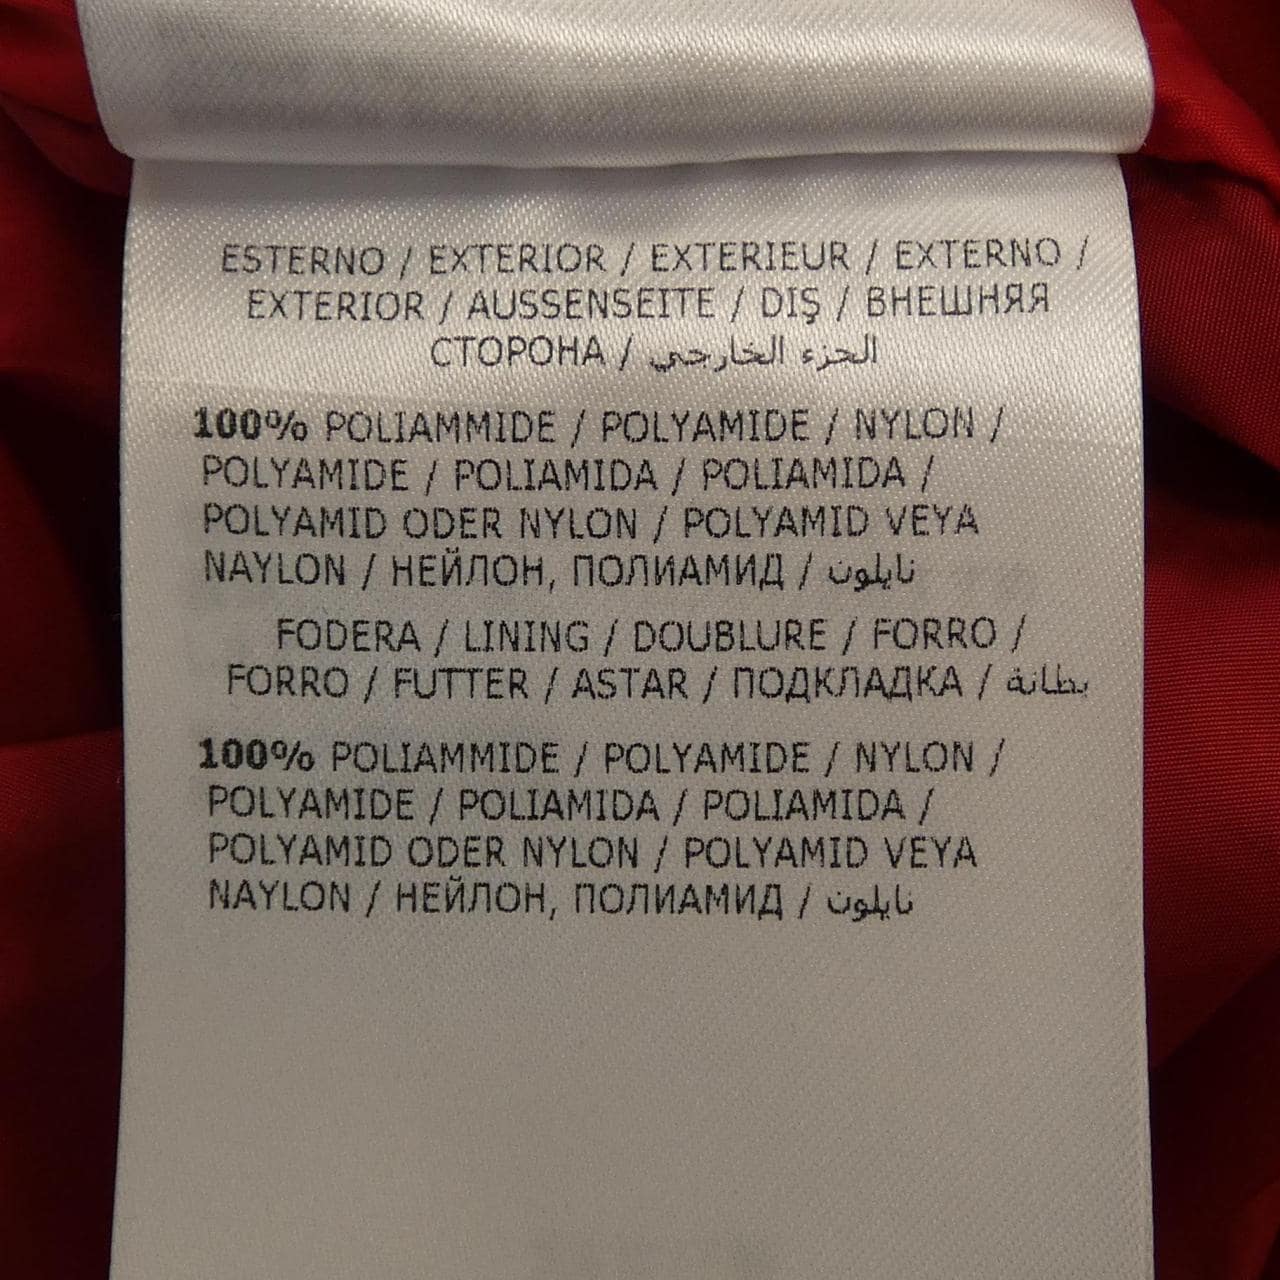 ESTERNO / EXTERIOR / EXTERIEUR / EXTERNO /
EXTERIOR / AUSSENSEITE / DIŞ / ВНЕШНЯЯ
СТОРОНА / الجزء الخارجي
100% POLIAMMIDE / POLYAMIDE / NYLON /
POLYAMIDE / POLIAMIDA / POLIAMIDA /
POLYAMID ODER NYLON / POLYAMID VEYA
NAYLON / НЕЙЛОН, ПОЛИАМИД / نايلون
FODERA / LINING / DOUBLURE / FORRO /
FORRO / FUTTER / ASTAR / ПОДКЛАДКА / بطانة
100% POLIAMMIDE / POLYAMIDE / NYLON /
POLYAMIDE / POLIAMIDA / POLIAMIDA /
POLYAMID ODER NYLON / POLYAMID VEYA
NAYLON / НЕЙЛОН, ПОЛИАМИД / نايلون